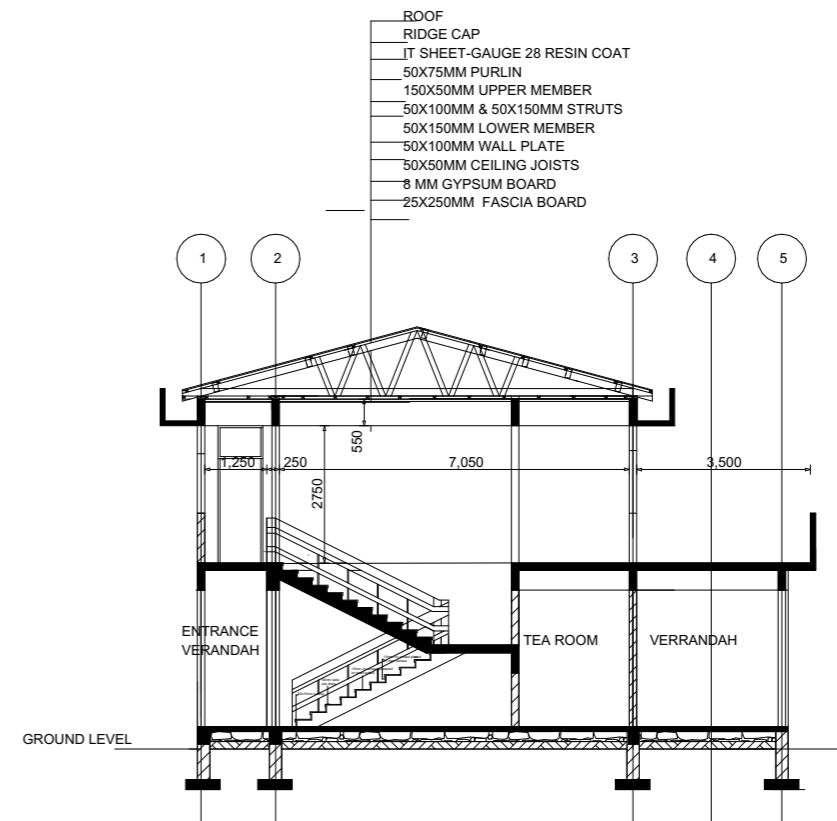 ROOF
RIDGE CAP
IT SHEET-GAUGE 28 RESIN COAT
50X75MM PURLIN
150X50MM UPPER MEMBER
50X100MM & 50X150MM STRUTS
50X150MM LOWER MEMBER
50X100MM WALL PLATE
50X50MM CEILING JOISTS
8 MM GYPSUM BOARD
25X250MM FASCIA BOARD
1 2 3 4 5
550
1,250 250 7,050 3,500
2750
ENTRANCE
VERANDAH
TEA ROOM
VERRANDAH
GROUND LEVEL